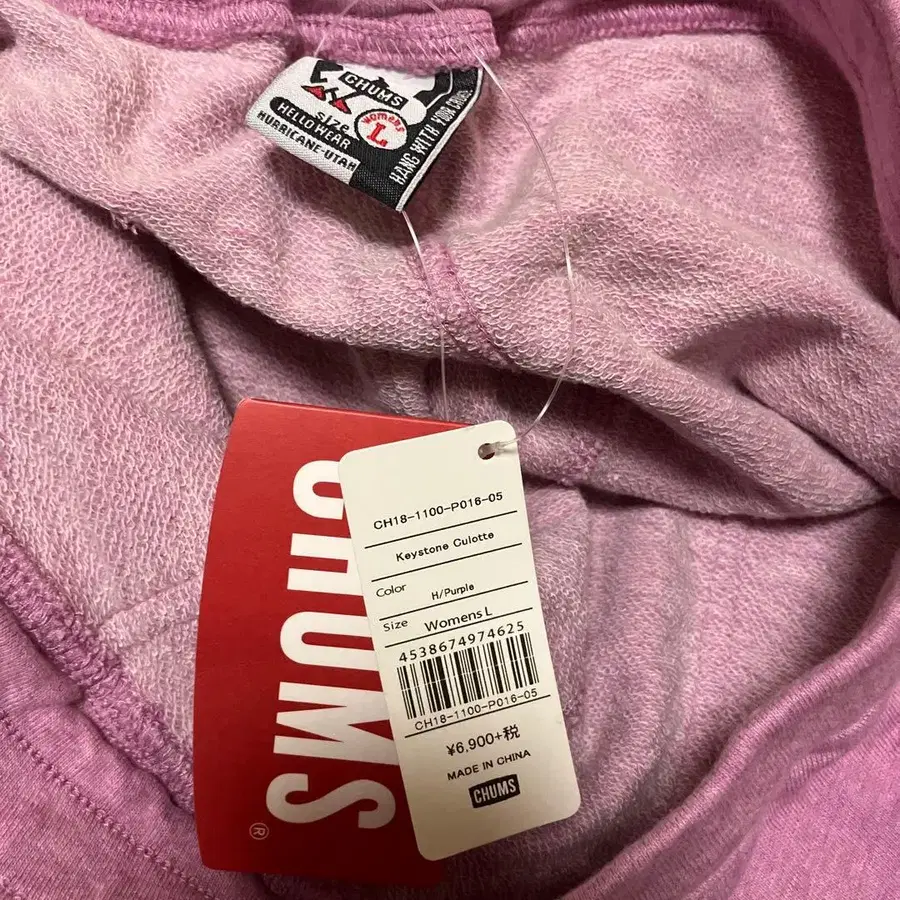 CHUMS
size
womens
L
HELLO WEAR
HURRICANE-UTAH
HANG WITH YOUR CHUMS.
CHUMS
®
CH18-1100-P016-05
Keystone Culotte
Color H/Purple
Size Womens L
4538674974625
CH18-1100-P016-05
¥6,900+税
MADE IN CHINA
CHUMS